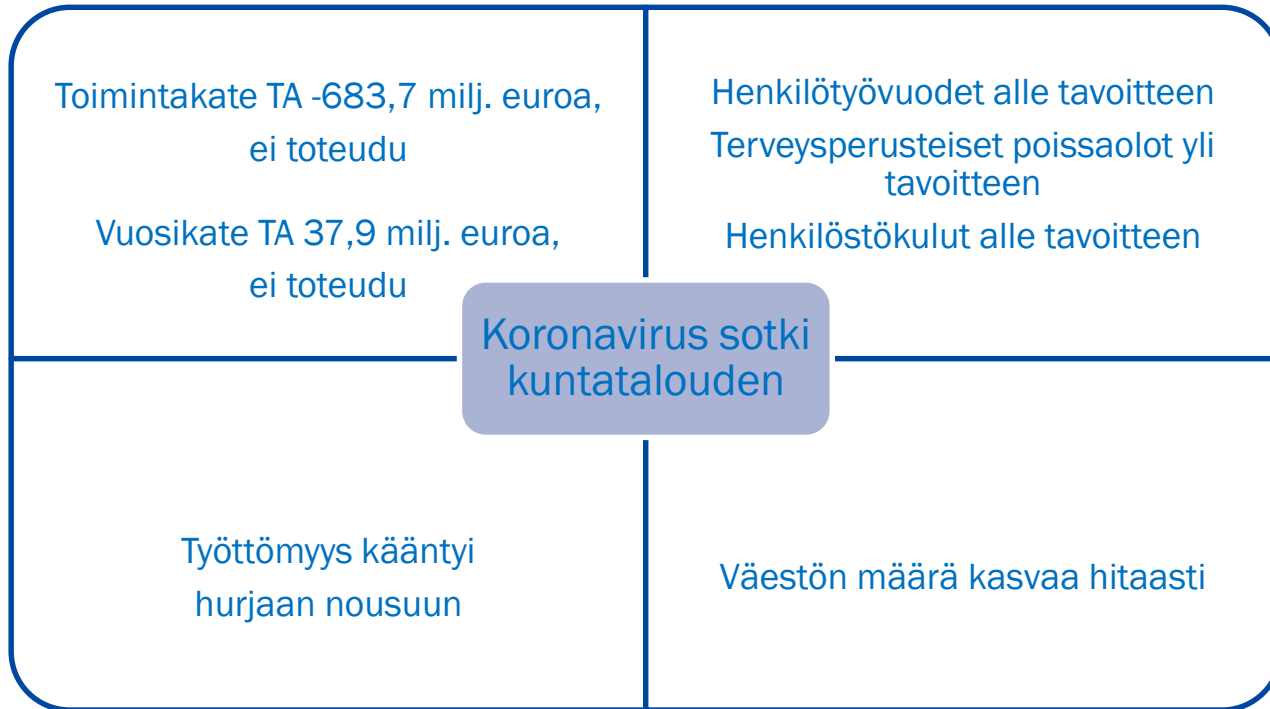 Toimintakate TA -683,7 milj. euroa,
ei toteudu
Vuosikate TA 37,9 milj. euroa,
ei toteudu
Henkilötyövuodet alle tavoitteen
Terveysperusteiset poissaolot yli
tavoitteen
Henkilöstökulut alle tavoitteen
Koronavirus sotki
kuntatalouden
Työttömyys kääntyi
hurjaan nousuun
Väestön määrä kasvaa hitaasti